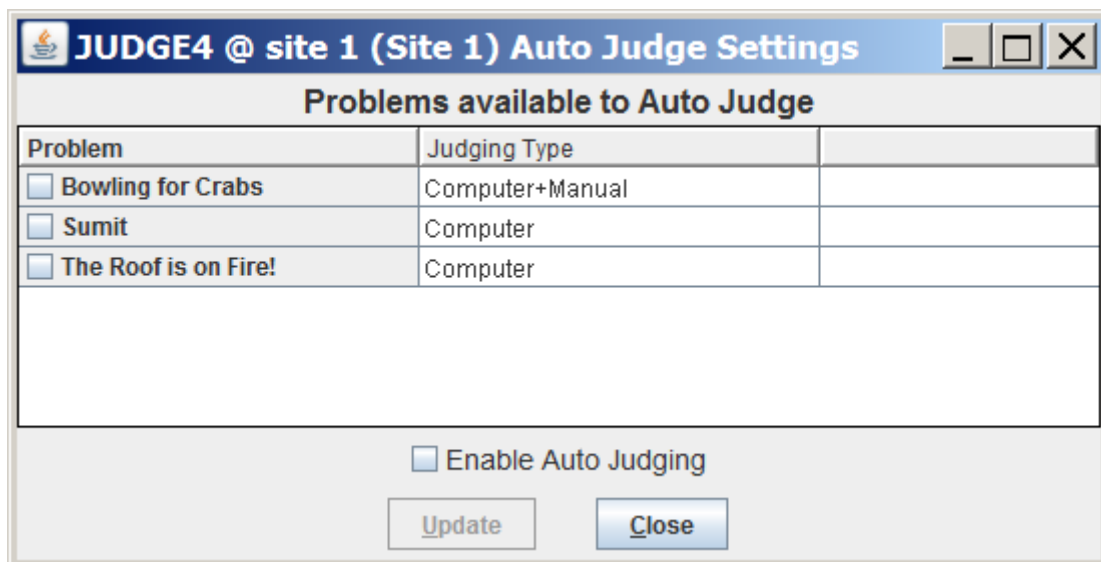 JUDGE4 @ site 1 (Site 1) Auto Judge Settings
Problems available to Auto Judge
Problem Judging Type
Bowling for Crabs Computer+Manual
Sumit Computer
The Roof is on Fire! Computer
Enable Auto Judging
Update Close